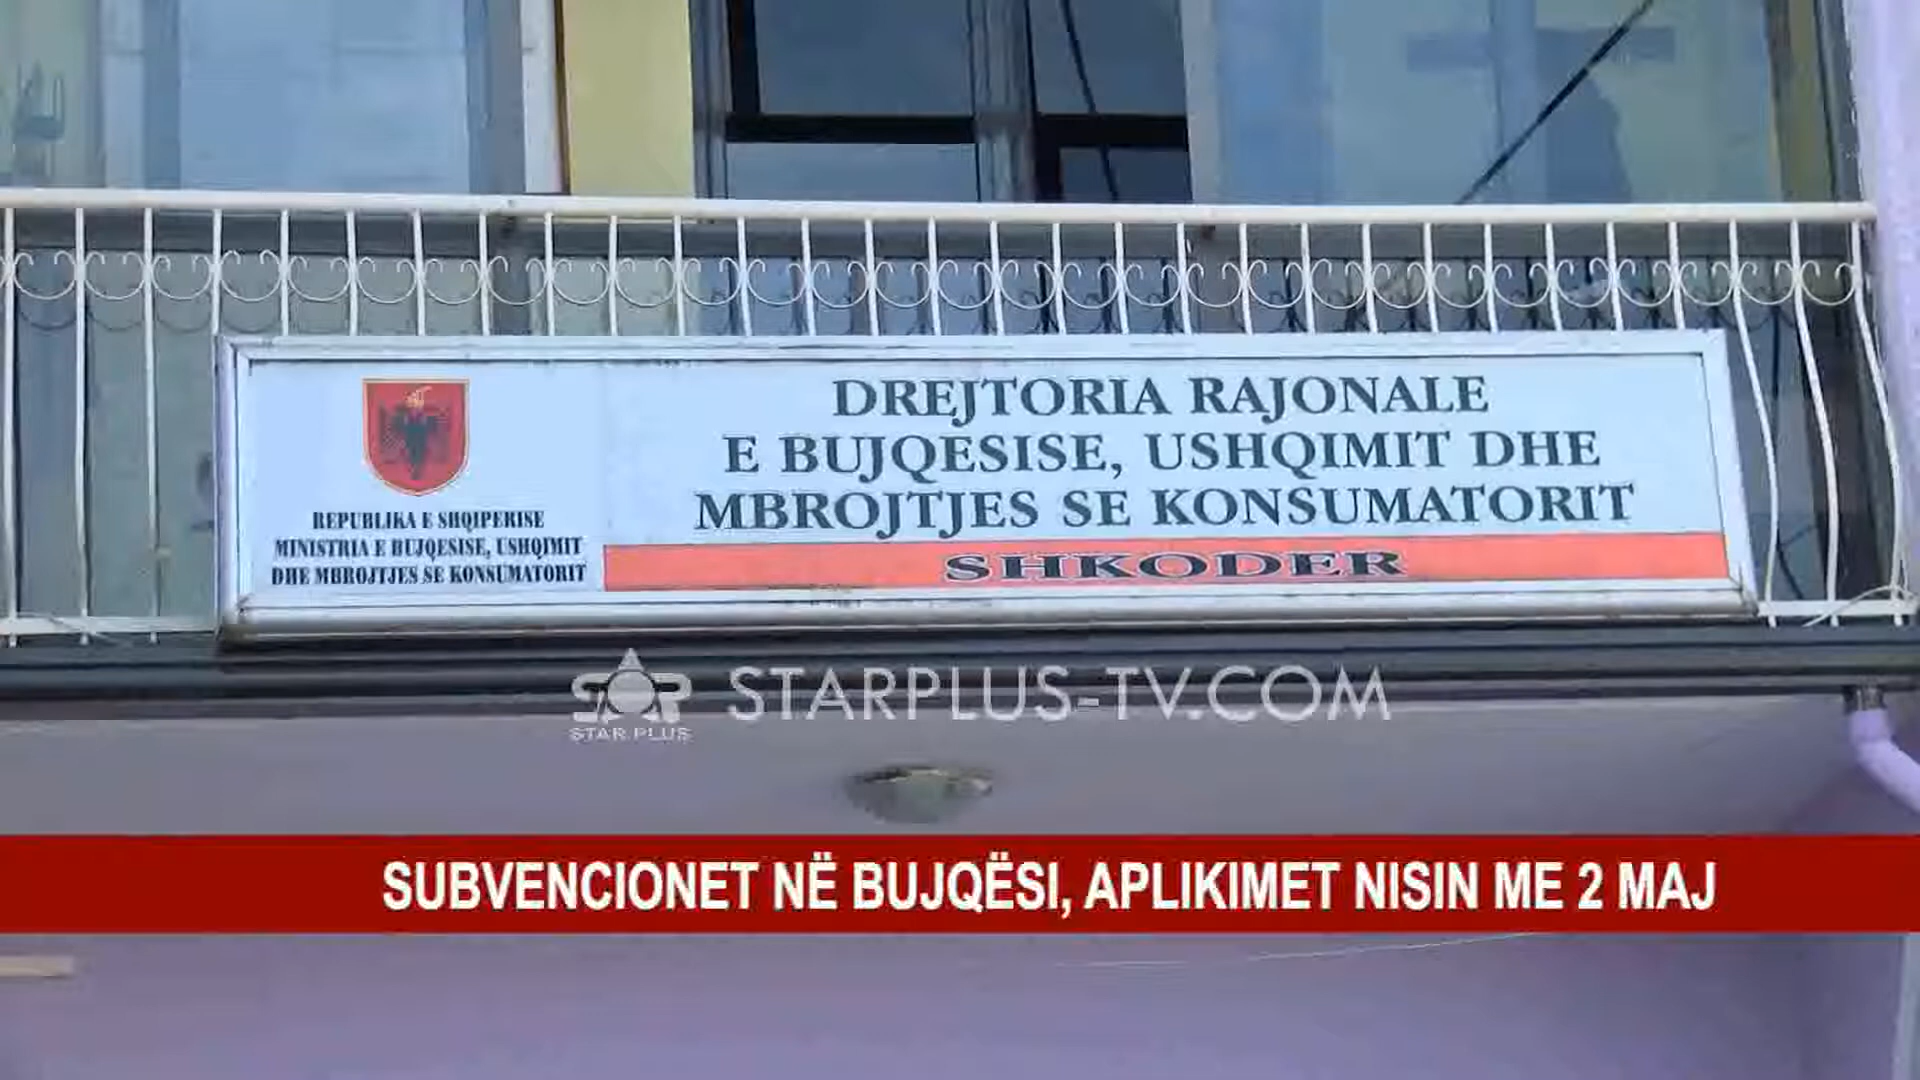 DREJTORIA RAJONALE
E BUJQESISE, USHQIMIT DHE
MBROJTJES SE KONSUMATORIT
SHKODER
REPUBLIKA E SHQIPERISE
MINISTRIA E BUJQESISE, USHQIMIT
DHE MBROJTJES SE KONSUMATORIT
STAR PLUS
STARPLUS-TV.COM
SUBVENCIONET NË BUJQËSI, APLIKIMET NISIN ME 2 MAJ